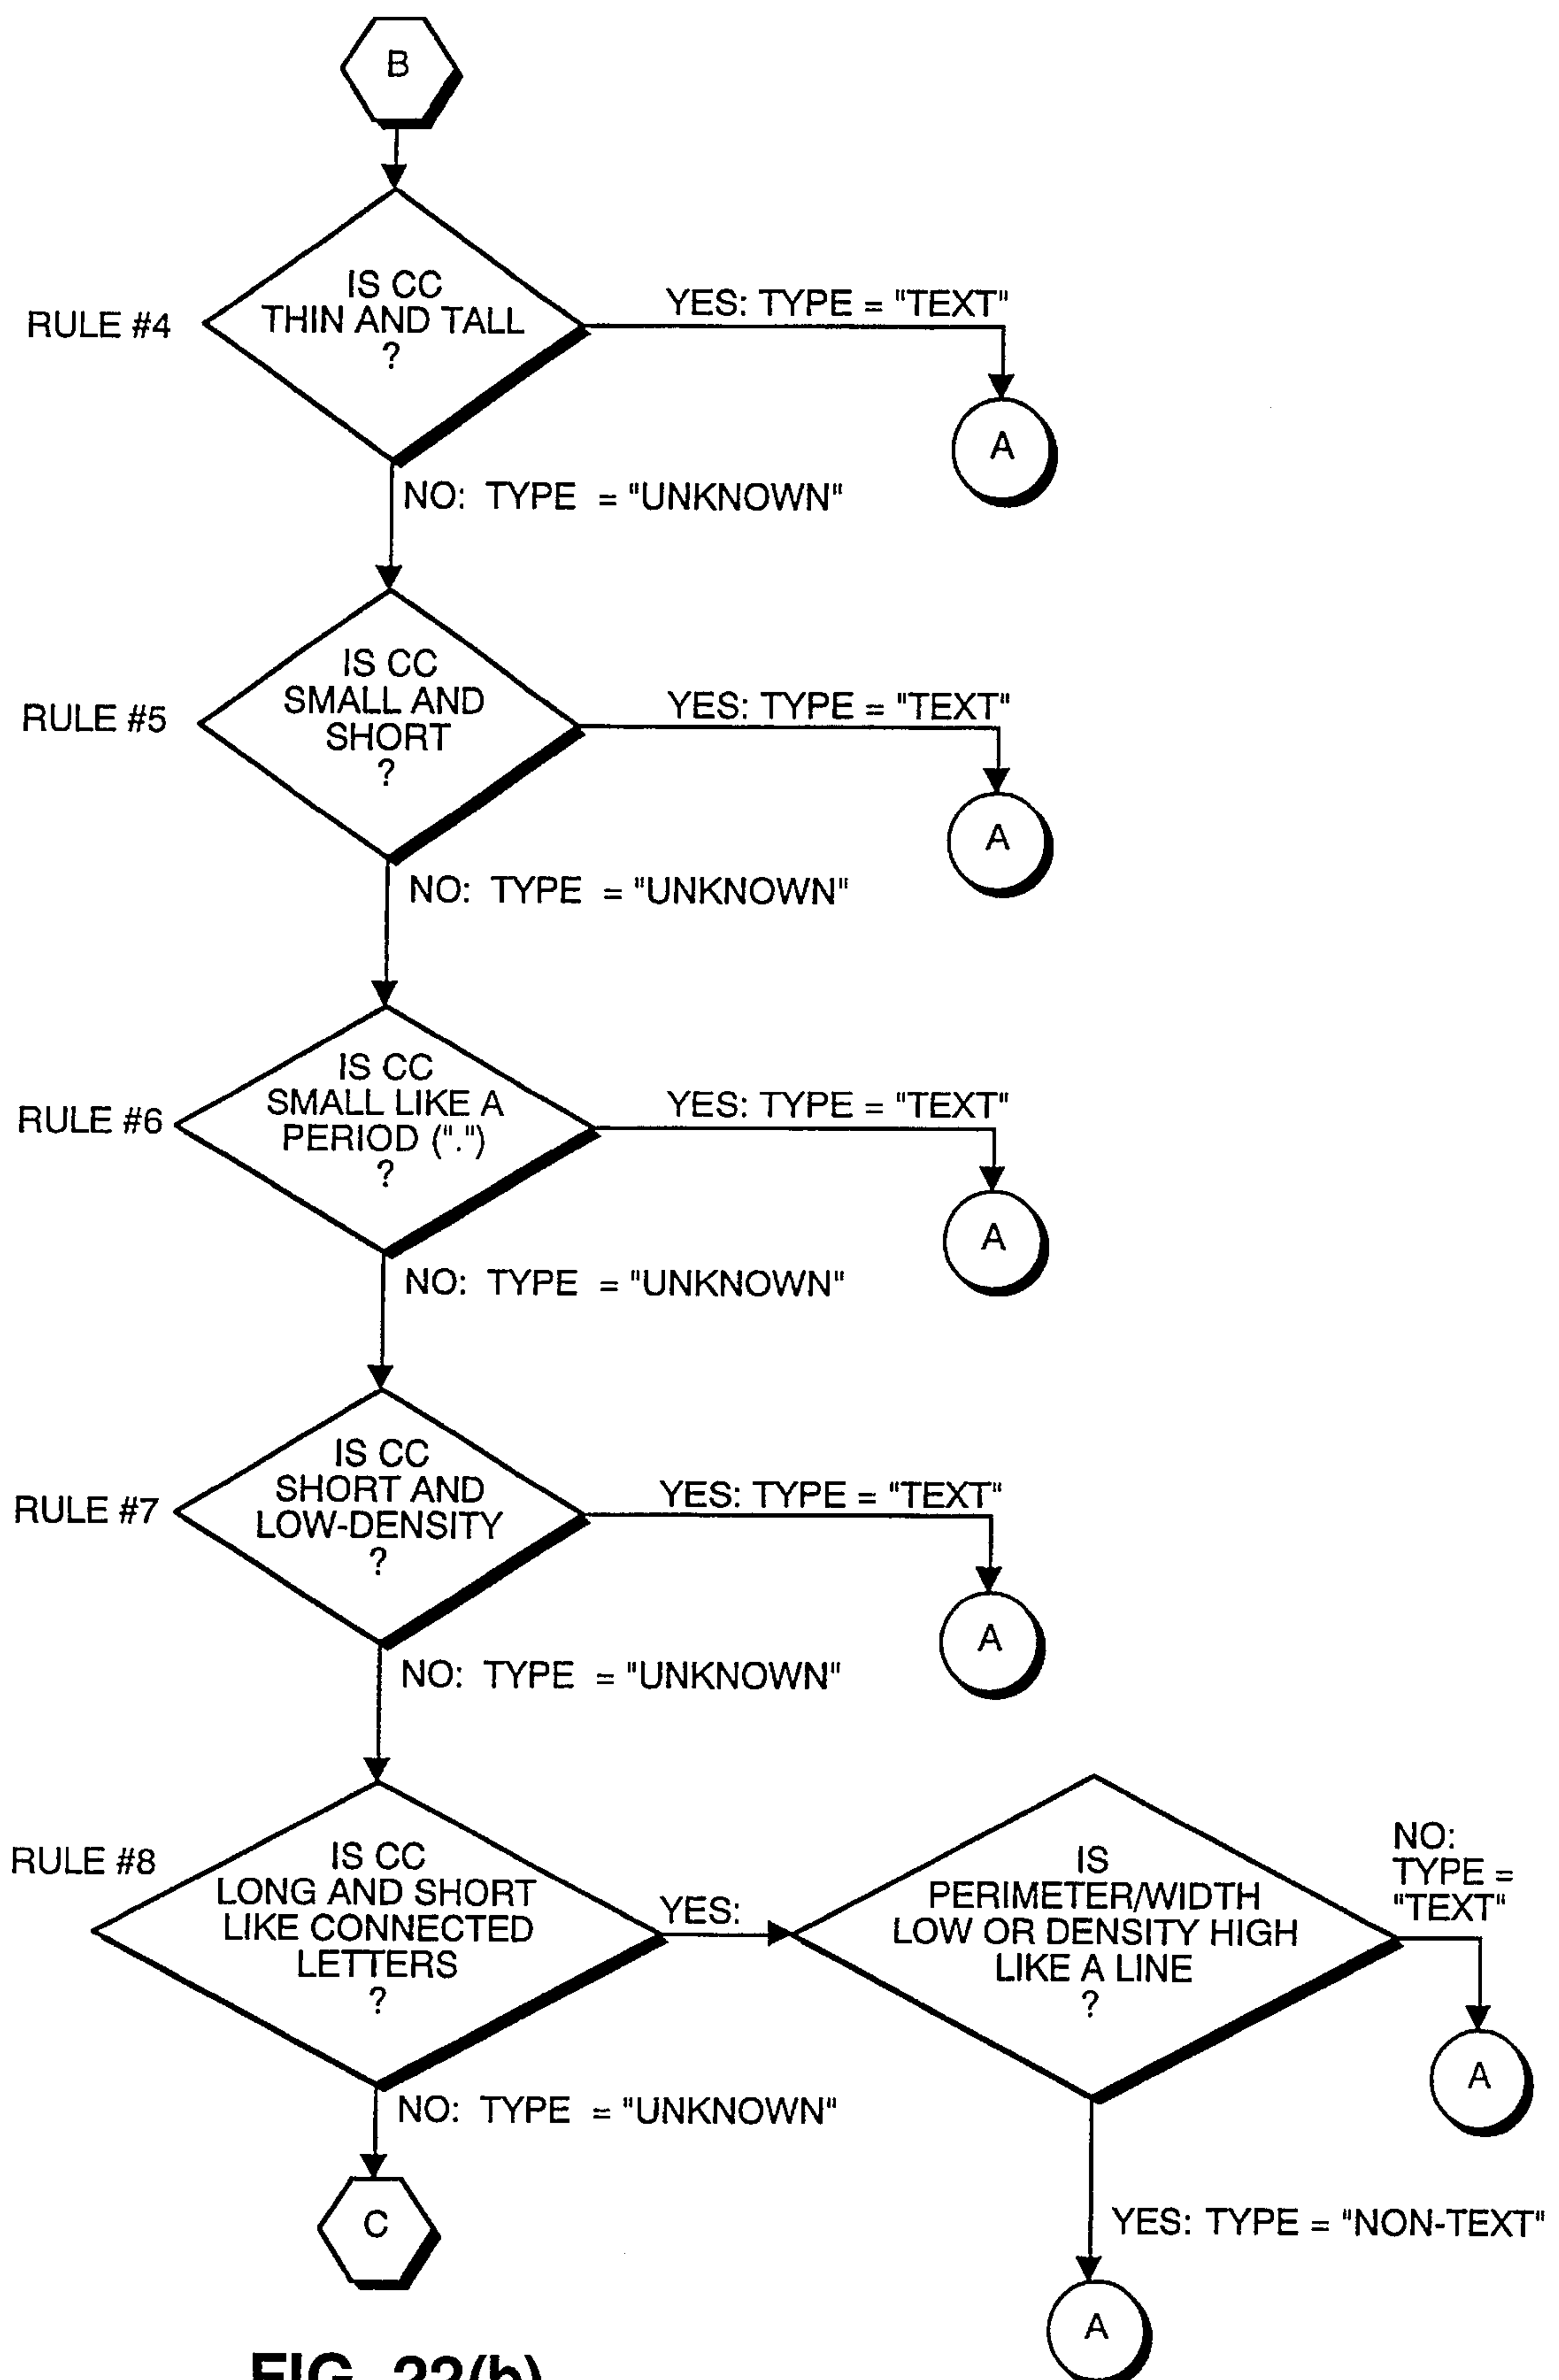 B
IS CC
THIN AND TALL
?
RULE #4
YES: TYPE = "TEXT"
A
NO: TYPE = "UNKNOWN"
IS CC
SMALL AND
SHORT
?
RULE #5
YES: TYPE = "TEXT"
A
NO: TYPE = "UNKNOWN"
IS CC
SMALL LIKE A
PERIOD (".")
?
RULE #6
YES: TYPE = "TEXT"
A
NO: TYPE = "UNKNOWN"
IS CC
SHORT AND
LOW-DENSITY
?
RULE #7
YES: TYPE = "TEXT"
A
NO: TYPE = "UNKNOWN"
RULE #8
IS CC
LONG AND SHORT
LIKE CONNECTED
LETTERS
?
YES:
IS
PERIMETER/WIDTH
LOW OR DENSITY HIGH
LIKE A LINE
?
NO:
TYPE =
"TEXT"
A
NO: TYPE = "UNKNOWN"
C
YES: TYPE = "NON-TEXT"
A
FIG. 22(b)